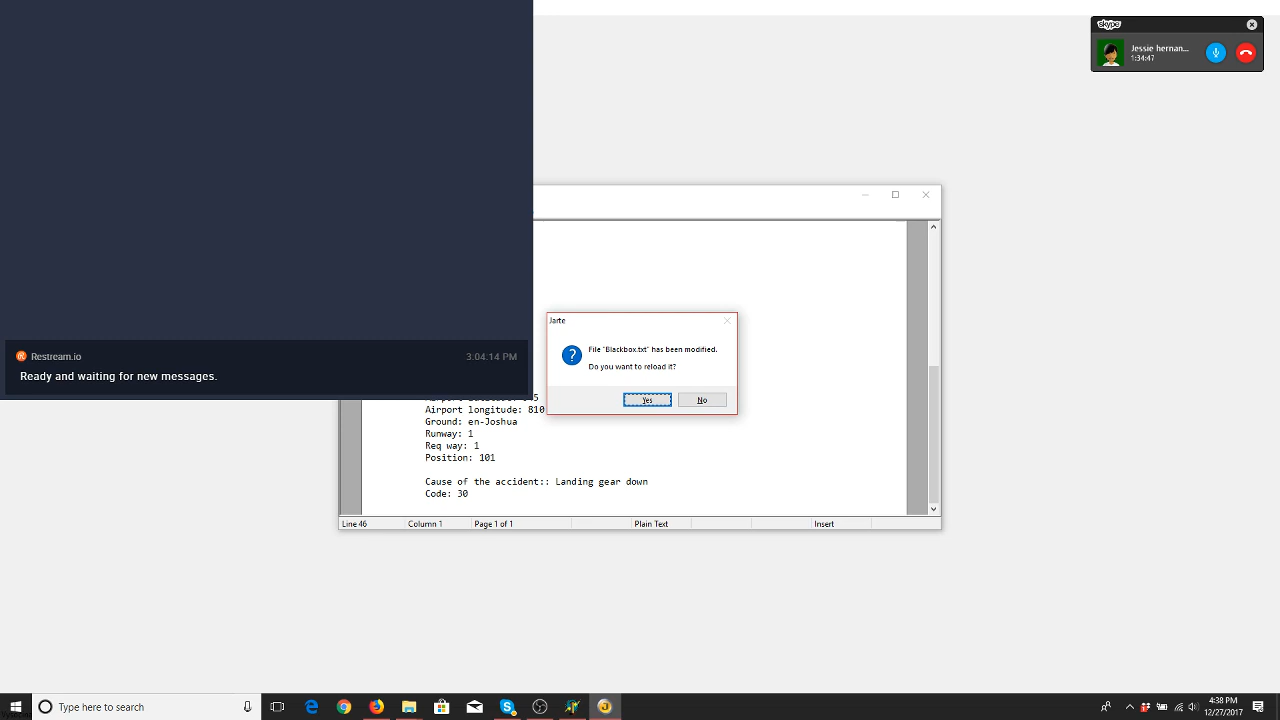 skype
Jessie hernan...
1:34:47
Jarte
File "Blackbox.txt" has been modified.
Do you want to reload it?
Yes
No
Restream.io
3:04:14 PM
Ready and waiting for new messages.
Airport longitude: 810
Ground: en-Joshua
Runway: 1
Req way: 1
Position: 101
Cause of the accident:: Landing gear down
Code: 30
Line 46
Column 1
Page 1 of 1
Plain Text
Insert
Type here to search
4:38 PM
12/27/2017